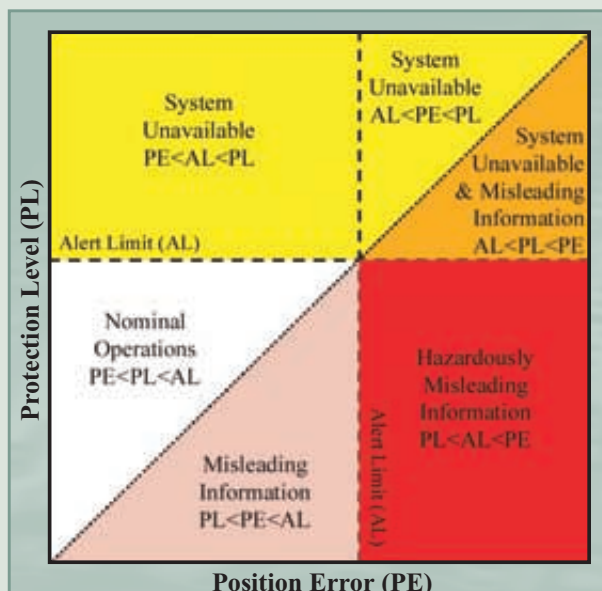 System
Unavailable
PE<AL<PL
System
Unavailable
AL<PE<PL
System
Unavailable
& Misleading
Information
AL<PL<PE
Alert Limit (AL)
Protection Level (PL)
Nominal
Operations
PE<PL<AL
Hazardously
Misleading
Information
PL<AL<PE
Misleading
Information
PL<PE<AL
Alert Limit (AL)
Position Error (PE)